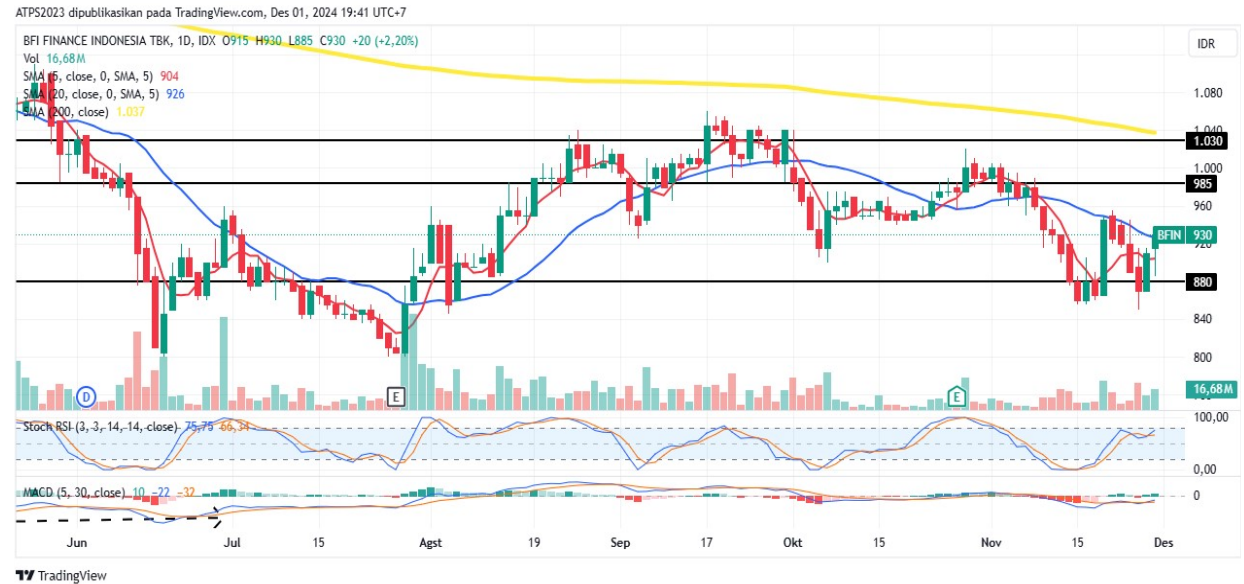 ATPS2023 dipublikasikan pada TradingView.com, Des 01, 2024 19:41 UTC+7
BFI FINANCE INDONESIA TBK, 1D, IDX O915 H930 L885 C930 +20 (+2,20%)
IDR
Vol 16,68M
SMA (5, close, 0, SMA, 5) 904
SMA (20, close, 0, SMA, 5) 926
SMA (200, close) 1.037
1.080
1.040
1.030
1.000
985
960
BFIN 930
920
880
840
800
16,68M
D
E
E
Stoch RSI (3, 3, 14, 14, close) 75,75 66,34
100,00
0,00
MACD (5, 30, close) 10 −22 −32
0
Jun Jul 15 Agst 19 Sep 17 Okt 15 Nov 15 Des
TradingView